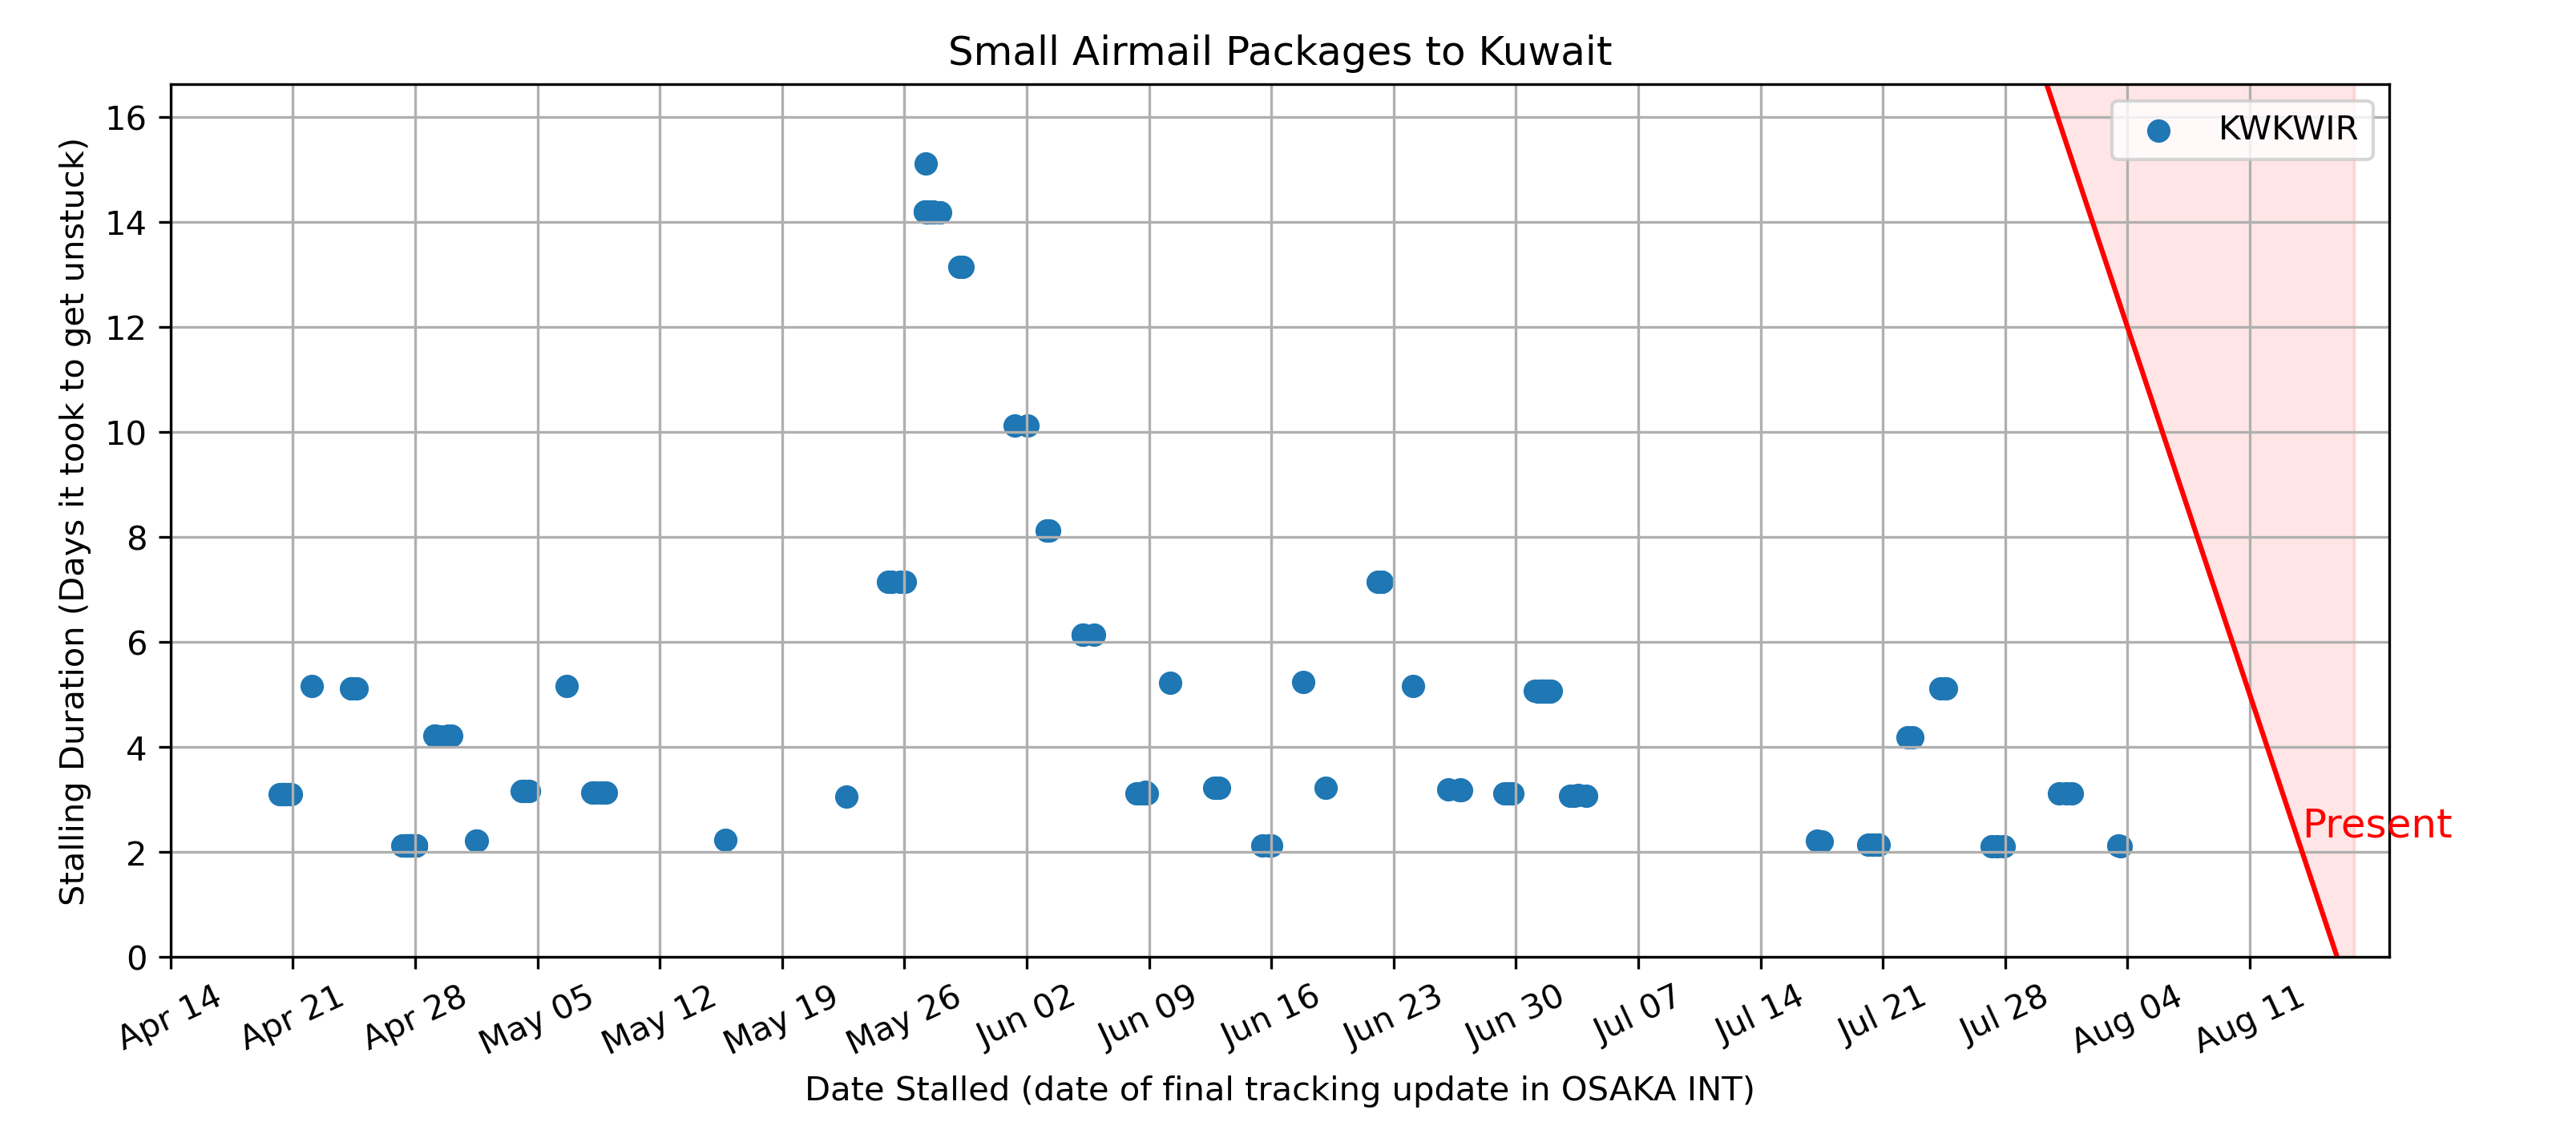 Small Airmail Packages to Kuwait
KWKWIR
Stalling Duration (Days it took to get unstuck)
16
14
12
10
8
6
4
2
0
Present
Apr 14
Apr 21
Apr 28
May 05
May 12
May 19
May 26
Jun 02
Jun 09
Jun 16
Jun 23
Jun 30
Jul 07
Jul 14
Jul 21
Jul 28
Aug 04
Aug 11
Date Stalled (date of final tracking update in OSAKA INT)